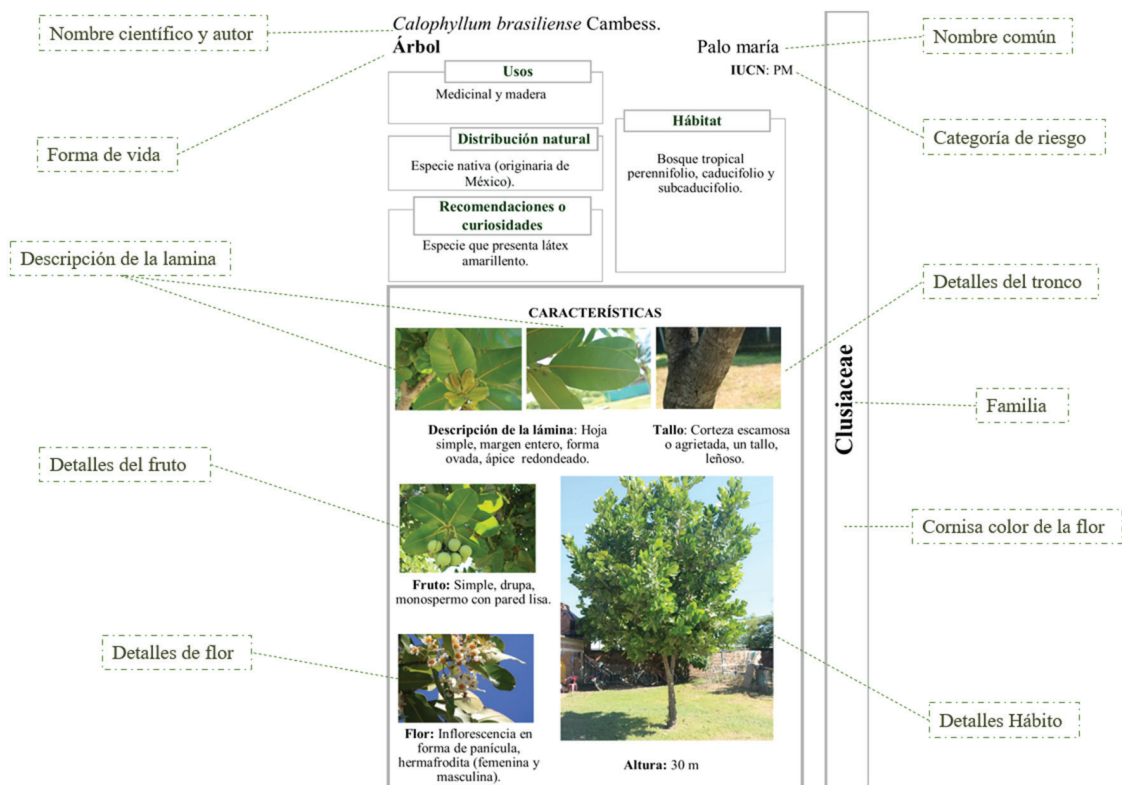 Nombre científico y autor
Calophyllum brasiliense Cambess.
Árbol
Palo maría
Nombre común
IUCN: PM
Usos
Medicinal y madera
Forma de vida
Distribución natural
Especie nativa (originaria de
México).
Hábitat
Bosque tropical
perennifolio, caducifolio y
subcaducifolio.
Categoría de riesgo
Recomendaciones o
curiosidades
Especie que presenta látex
amarillento.
Descripción de la lamina
Detalles del tronco
CARACTERÍSTICAS
Descripción de la lámina: Hoja
simple, margen entero, forma
ovada, ápice redondeado.
Tallo: Corteza escamosa
o agrietada, un tallo,
leñoso.
Clusiaceae
Familia
Detalles del fruto
Fruto: Simple, drupa,
monospermo con pared lisa.
Cornisa color de la flor
Detalles de flor
Flor: Inflorescencia en
forma de panícula,
hermafrodita (femenina y
masculina).
Altura: 30 m
Detalles Hábito